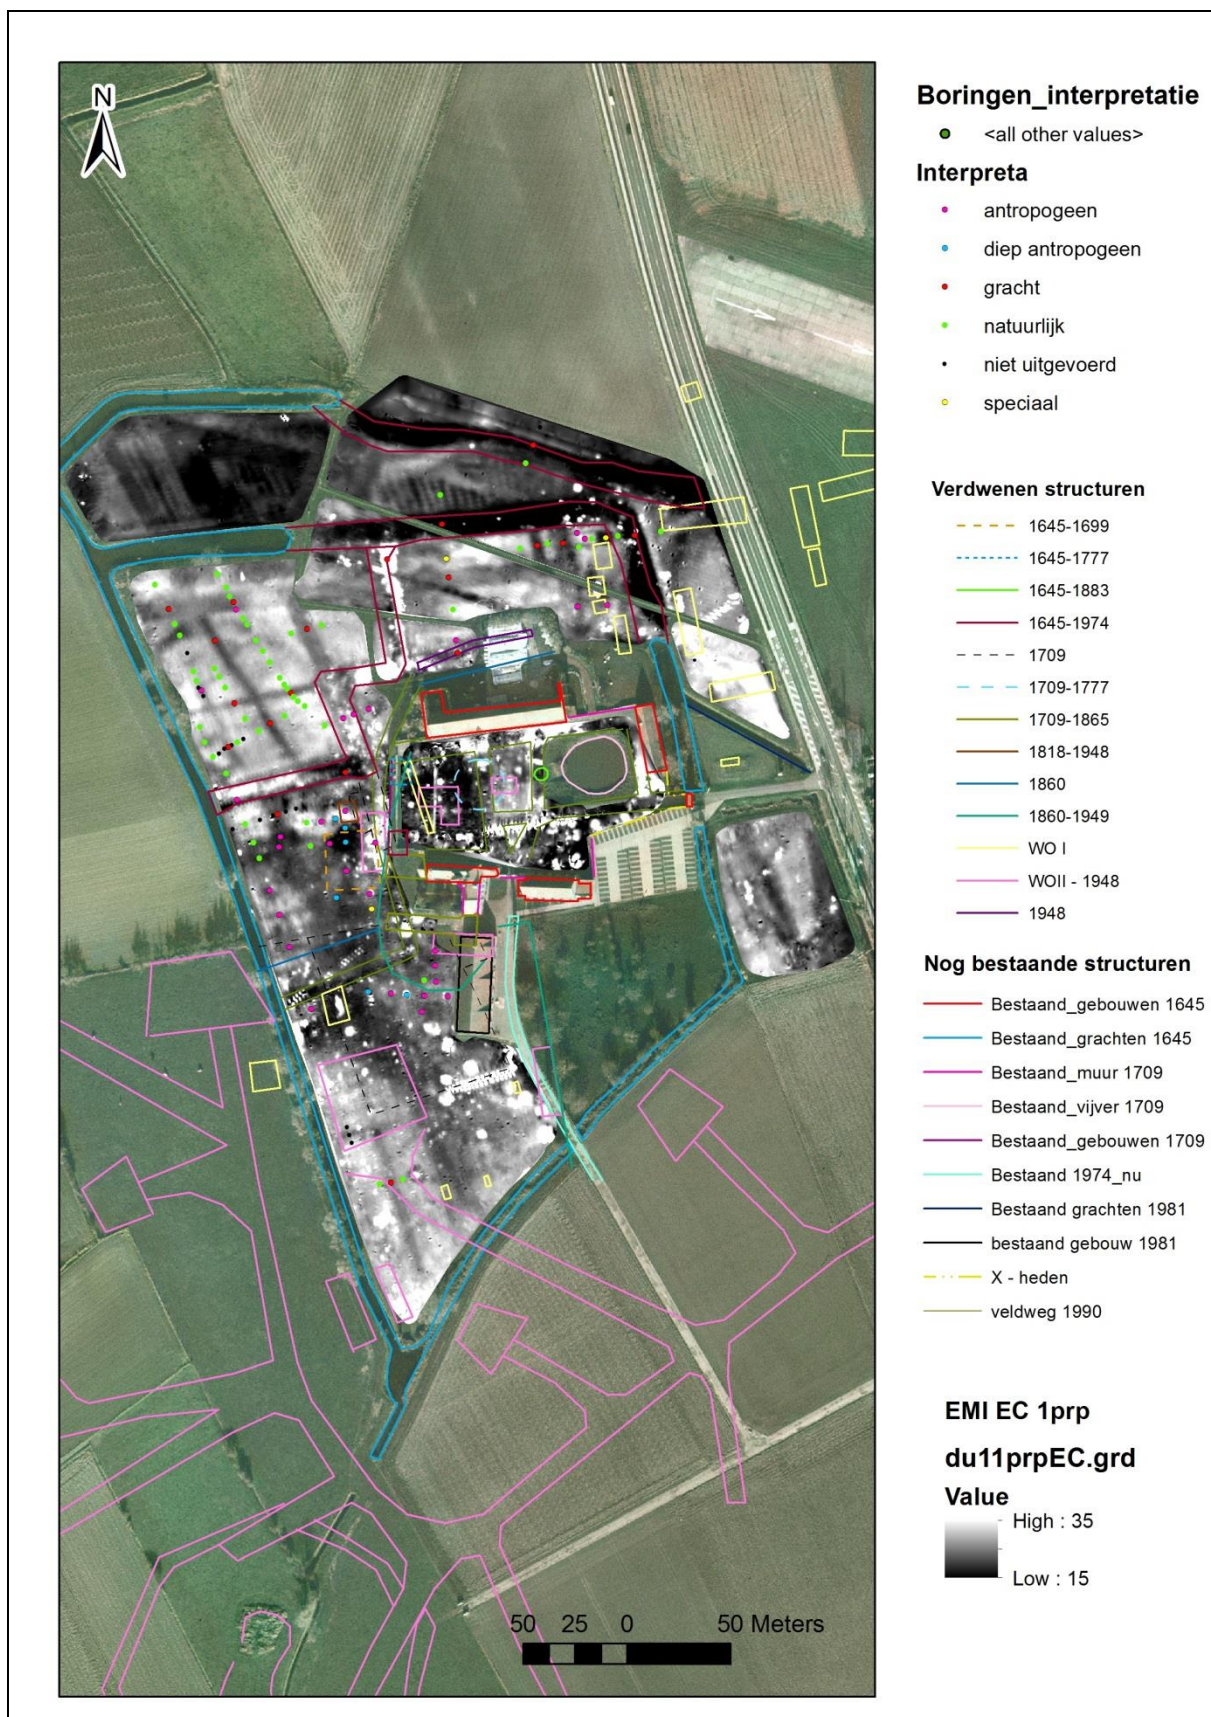 N
Boringen_interpretatie
<all other values>
Interpreta
antropogeen
diep antropogeen
gracht
natuurlijk
niet uitgevoerd
speciaal
Verdwenen structuren
1645-1699
1645-1777
1645-1883
1645-1974
1709
1709-1777
1709-1865
1818-1948
1860
1860-1949
WO I
WOII - 1948
1948
Nog bestaande structuren
Bestaand_gebouwen 1645
Bestaand_grachten 1645
Bestaand_muur 1709
Bestaand_vijver 1709
Bestaand_gebouwen 1709
Bestaand 1974_nu
Bestaand grachten 1981
bestaand gebouw 1981
X - heden
veldweg 1990
EMI EC 1prp
du11prpEC.grd
Value
High : 35
Low : 15
50 25 0 50 Meters